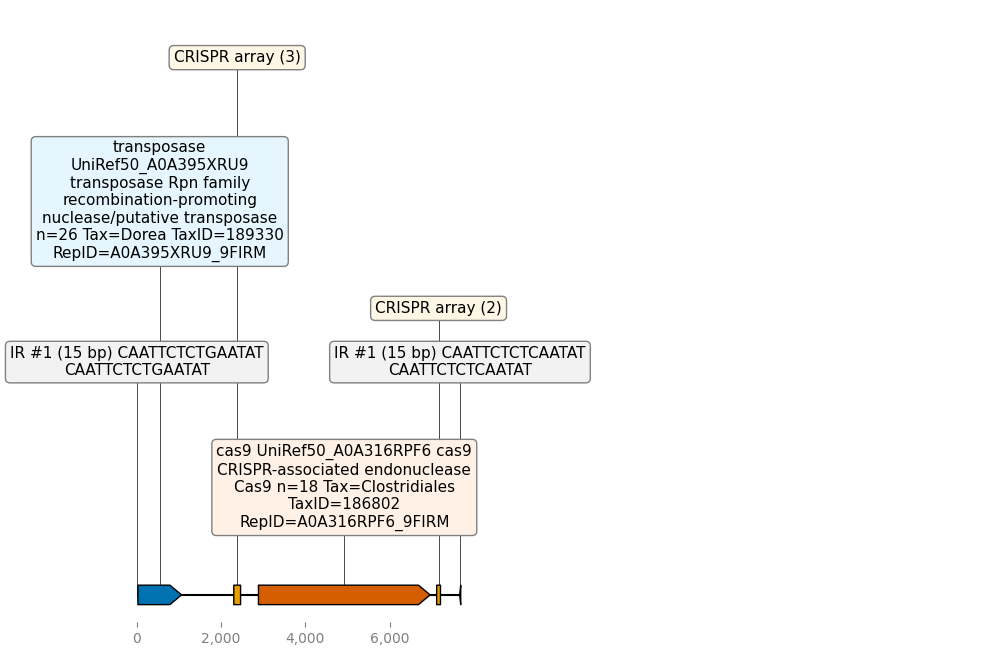 CRISPR array (3)
transposase
UniRef50_A0A395XRU9
transposase Rpn family
recombination-promoting
nuclease/putative transposase
n=26 Tax=Dorea TaxID=189330
RepID=A0A395XRU9_9FIRM
CRISPR array (2)
IR #1 (15 bp) CAATTCTCTGAATAT
CAATTCTCTGAATAT
IR #1 (15 bp) CAATTCTCTCAATAT
CAATTCTCTCAATAT
cas9 UniRef50_A0A316RPF6 cas9
CRISPR-associated endonuclease
Cas9 n=18 Tax=Clostridiales
TaxID=186802
RepID=A0A316RPF6_9FIRM
0
2,000
4,000
6,000